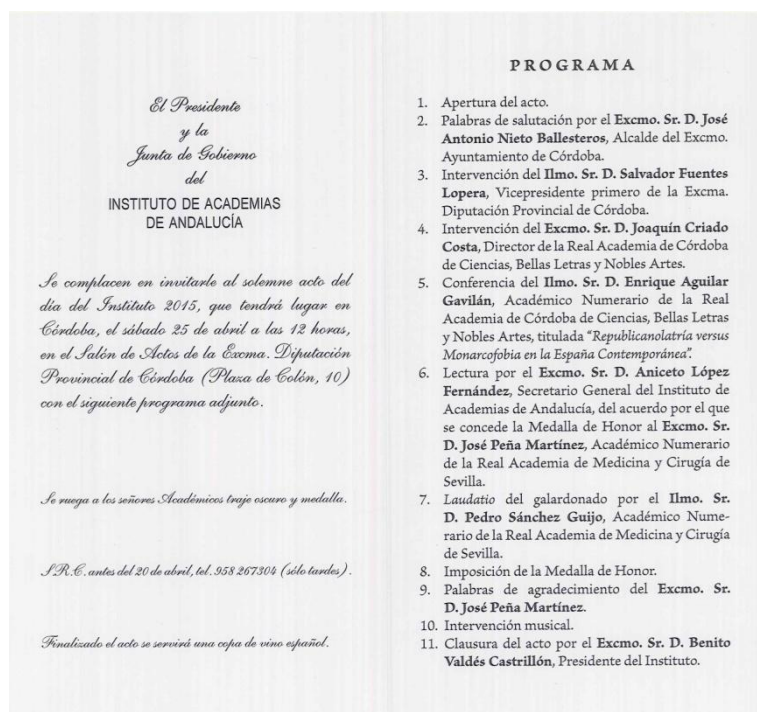 El Presidente
y la
Junta de Gobierno
del
INSTITUTO DE ACADEMIAS
DE ANDALUCÍA
Se complacen en invitarle al solemne acto del
día del Instituto 2015, que tendrá lugar en
Córdoba, el sábado 25 de abril a las 12 horas,
en el Salón de Actos de la Excma. Diputación
Provincial de Córdoba (Plaza de Colón, 10)
con el siguiente programa adjunto.
Se ruega a los señores Académicos traje oscuro y medalla.
S.R.C. antes del 20 de abril, tel. 958 267304 (sólo tardes).
Finalizado el acto se servirá una copa de vino español.
PROGRAMA
1. Apertura del acto.
2. Palabras de salutación por el Excmo. Sr. D. José
Antonio Nieto Ballesteros, Alcalde del Excmo.
Ayuntamiento de Córdoba.
3. Intervención del Ilmo. Sr. D. Salvador Fuentes
Lopera, Vicepresidente primero de la Excma.
Diputación Provincial de Córdoba.
4. Intervención del Excmo. Sr. D. Joaquín Criado
Costa, Director de la Real Academia de Córdoba
de Ciencias, Bellas Letras y Nobles Artes.
5. Conferencia del Ilmo. Sr. D. Enrique Aguilar
Gavilán, Académico Numerario de la Real
Academia de Córdoba de Ciencias, Bellas Letras
y Nobles Artes, titulada “Republicanolatría versus
Monarcofobia en la España Contemporánea”.
6. Lectura por el Excmo. Sr. D. Aniceto López
Fernández, Secretario General del Instituto de
Academias de Andalucía, del acuerdo por el que
se concede la Medalla de Honor al Excmo. Sr.
D. José Peña Martínez, Académico Numerario
de la Real Academia de Medicina y Cirugía de
Sevilla.
7. Laudatio del galardonado por el Ilmo. Sr.
D. Pedro Sánchez Guijo, Académico Nume-
rario de la Real Academia de Medicina y Cirugía
de Sevilla.
8. Imposición de la Medalla de Honor.
9. Palabras de agradecimiento del Excmo. Sr.
D. José Peña Martínez.
10. Intervención musical.
11. Clausura del acto por el Excmo. Sr. D. Benito
Valdés Castrillón, Presidente del Instituto.